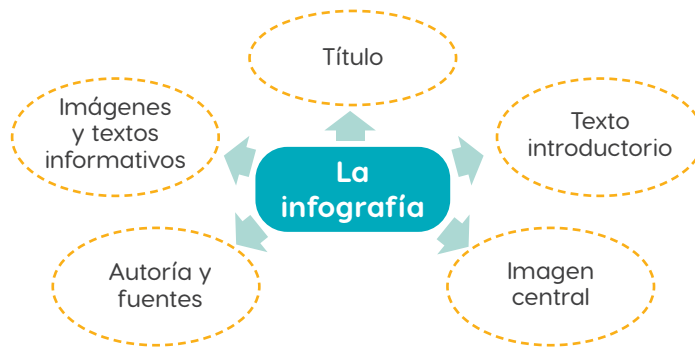 Título
Imágenes
y textos
informativos
Texto
introductorio
La
infografía
Autoría y
fuentes
Imagen
central